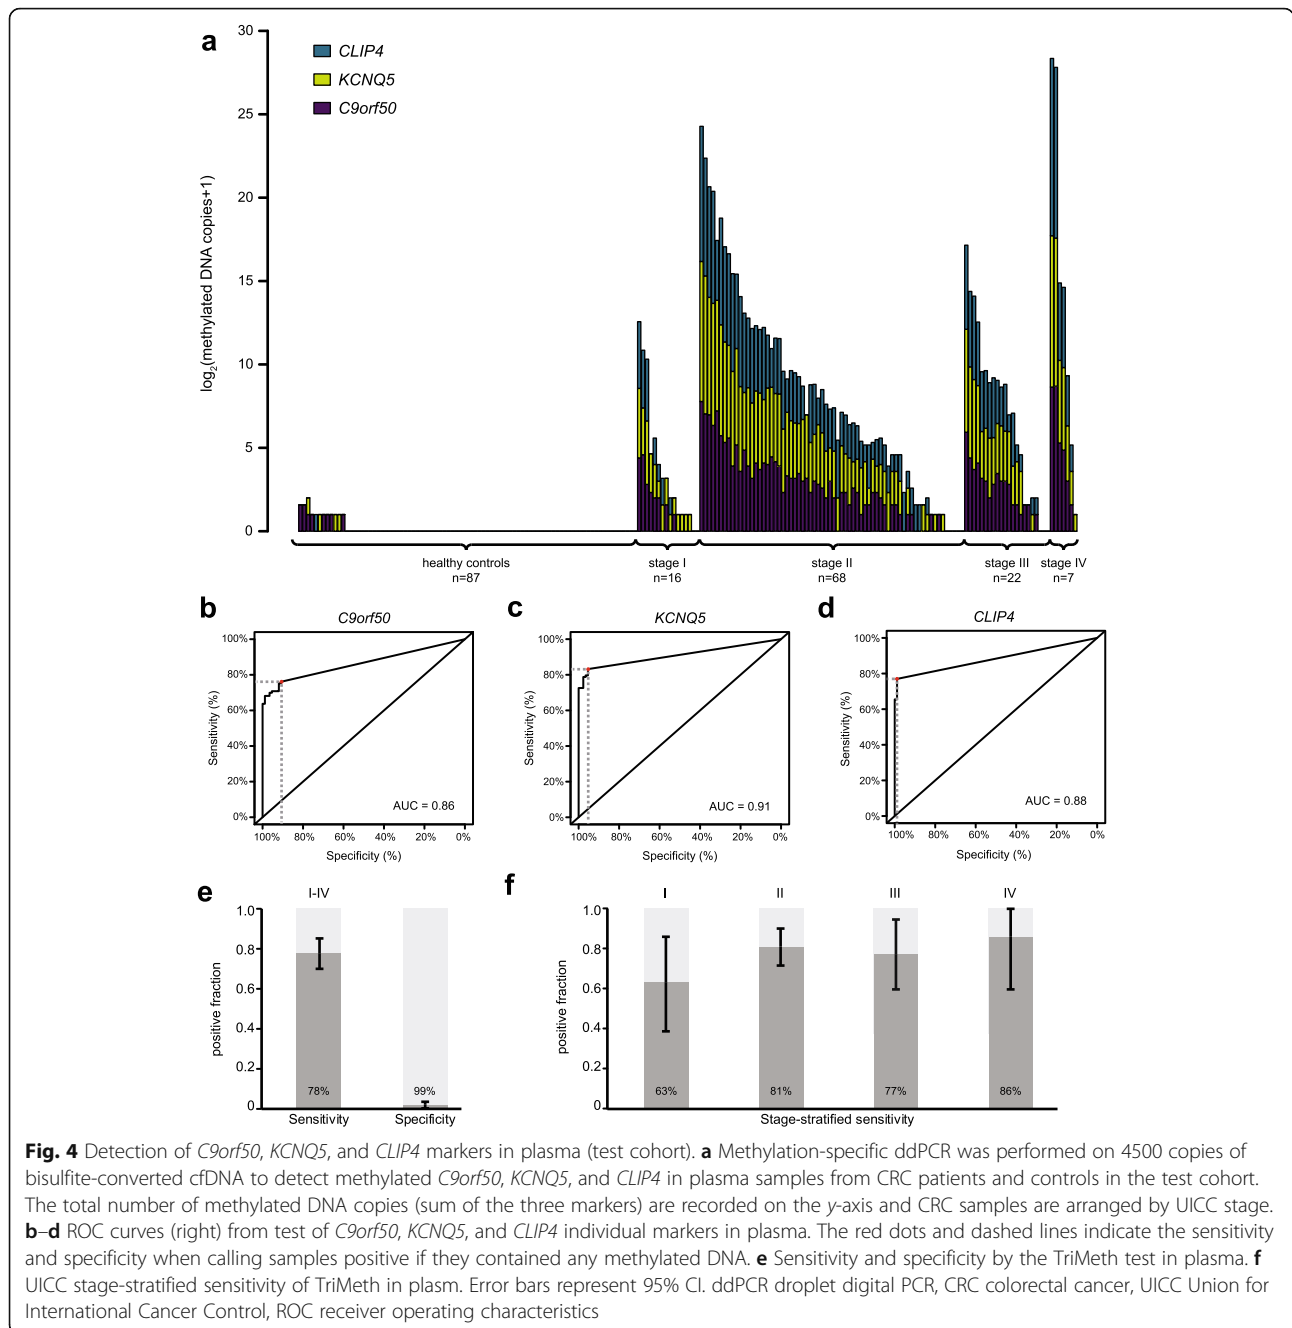 a
30
25
20
15
10
5
0
log2(methylated DNA copies+1)
CLIP4
KCNQ5
C9orf50
healthy controls
n=87
stage I
n=16
stage II
n=68
stage III
n=22
stage IV
n=7
b
C9orf50
100%
80%
60%
40%
20%
0%
Sensitivity (%)
AUC = 0.86
100% 80% 60% 40% 20% 0%
Specificity (%)
c
KCNQ5
100%
80%
60%
40%
20%
0%
Sensitivity (%)
AUC = 0.91
100% 80% 60% 40% 20% 0%
Specificity (%)
d
CLIP4
100%
80%
60%
40%
20%
0%
Sensitivity (%)
AUC = 0.88
100% 80% 60% 40% 20% 0%
Specificity (%)
e
I-IV
1.0
0.8
0.6
0.4
0.2
0
positive fraction
78% 99%
Sensitivity Specificity
f
I II III IV
1.0
0.8
0.6
0.4
0.2
0
positive fraction
63% 81% 77% 86%
Stage-stratified sensitivity
Fig. 4 Detection of C9orf50, KCNQ5, and CLIP4 markers in plasma (test cohort). a Methylation-specific ddPCR was performed on 4500 copies of
bisulfite-converted cfDNA to detect methylated C9orf50, KCNQ5, and CLIP4 in plasma samples from CRC patients and controls in the test cohort.
The total number of methylated DNA copies (sum of the three markers) are recorded on the y-axis and CRC samples are arranged by UICC stage.
b–d ROC curves (right) from test of C9orf50, KCNQ5, and CLIP4 individual markers in plasma. The red dots and dashed lines indicate the sensitivity
and specificity when calling samples positive if they contained any methylated DNA. e Sensitivity and specificity by the TriMeth test in plasma. f
UICC stage-stratified sensitivity of TriMeth in plasm. Error bars represent 95% CI. ddPCR droplet digital PCR, CRC colorectal cancer, UICC Union for
International Cancer Control, ROC receiver operating characteristics